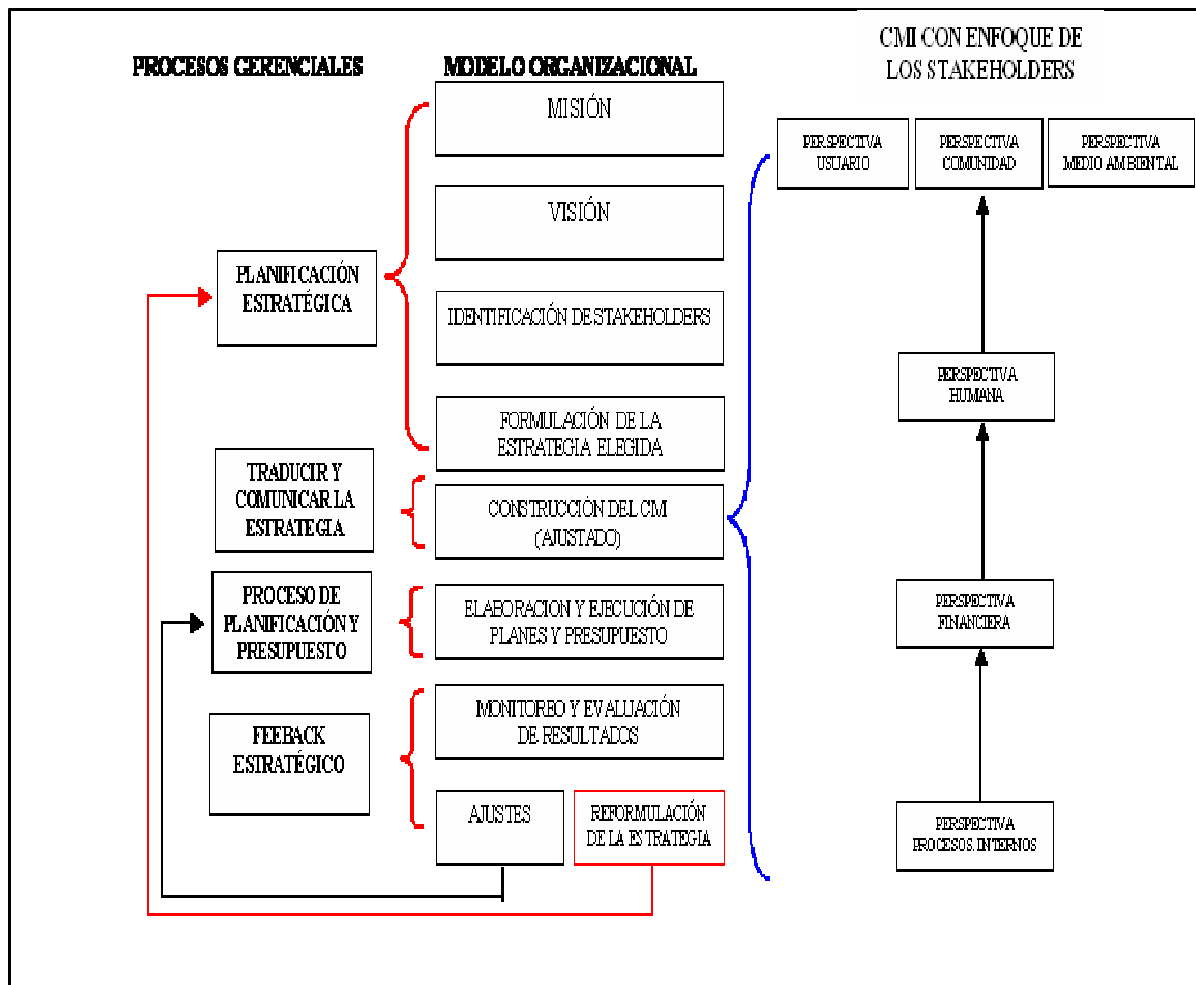 PROCESOS GERENCIALES
MODELO ORGANIZACIONAL
CMI CON ENFOQUE DE
LOS STAKEHOLDERS
MISIÓN
VISIÓN
IDENTIFICACIÓN DE STAKEHOLDERS
FORMULACIÓN DE LA
ESTRATEGIA ELEGIDA
CONSTRUCCIÓN DEL CMI
(AJUSTADO)
ELABORACION Y EJECUCIÓN DE
PLANES Y PRESUPUESTO
MONITOREO Y EVALUACIÓN
DE RESULTADOS
AJUSTES
REFORMULACIÓN
DE LA ESTRATEGIA
PLANIFICACIÓN
ESTRATÉGICA
TRADUCIR Y
COMUNICAR LA
ESTRATEGIA
PROCESO DE
PLANIFICACIÓN Y
PRESUPUESTO
FEEBACK
ESTRATÉGICO
PERSPECTIVA
USUARIO
PERSPECTIVA
COMUNIDAD
PERSPECTIVA
MEDIO AMBIENTAL
PERSPECTIVA
HUMANA
PERSPECTIVA
FINANCIERA
PERSPECTIVA
PROCESOS INTERNOS